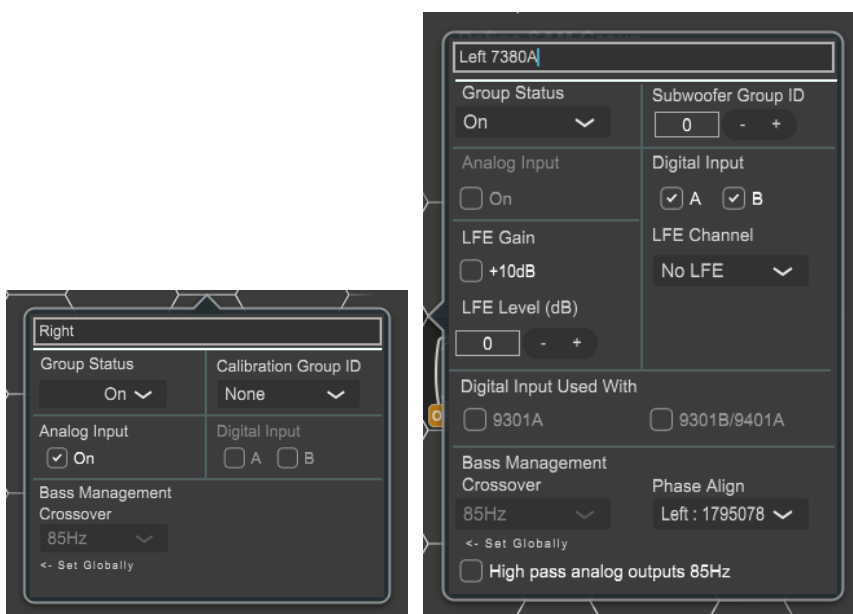 Right
Group Status
Calibration Group ID
On
None
Analog Input
Digital Input
On
A
B
Bass Management
Crossover
85Hz
<- Set Globally
Left 7380A
Group Status
Subwoofer Group ID
On
0
-
+
Analog Input
Digital Input
On
A
B
LFE Gain
LFE Channel
+10dB
No LFE
LFE Level (dB)
0
-
+
Digital Input Used With
9301A
9301B/9401A
Bass Management
Crossover
Phase Align
85Hz
Left : 1795078
<- Set Globally
High pass analog outputs 85Hz